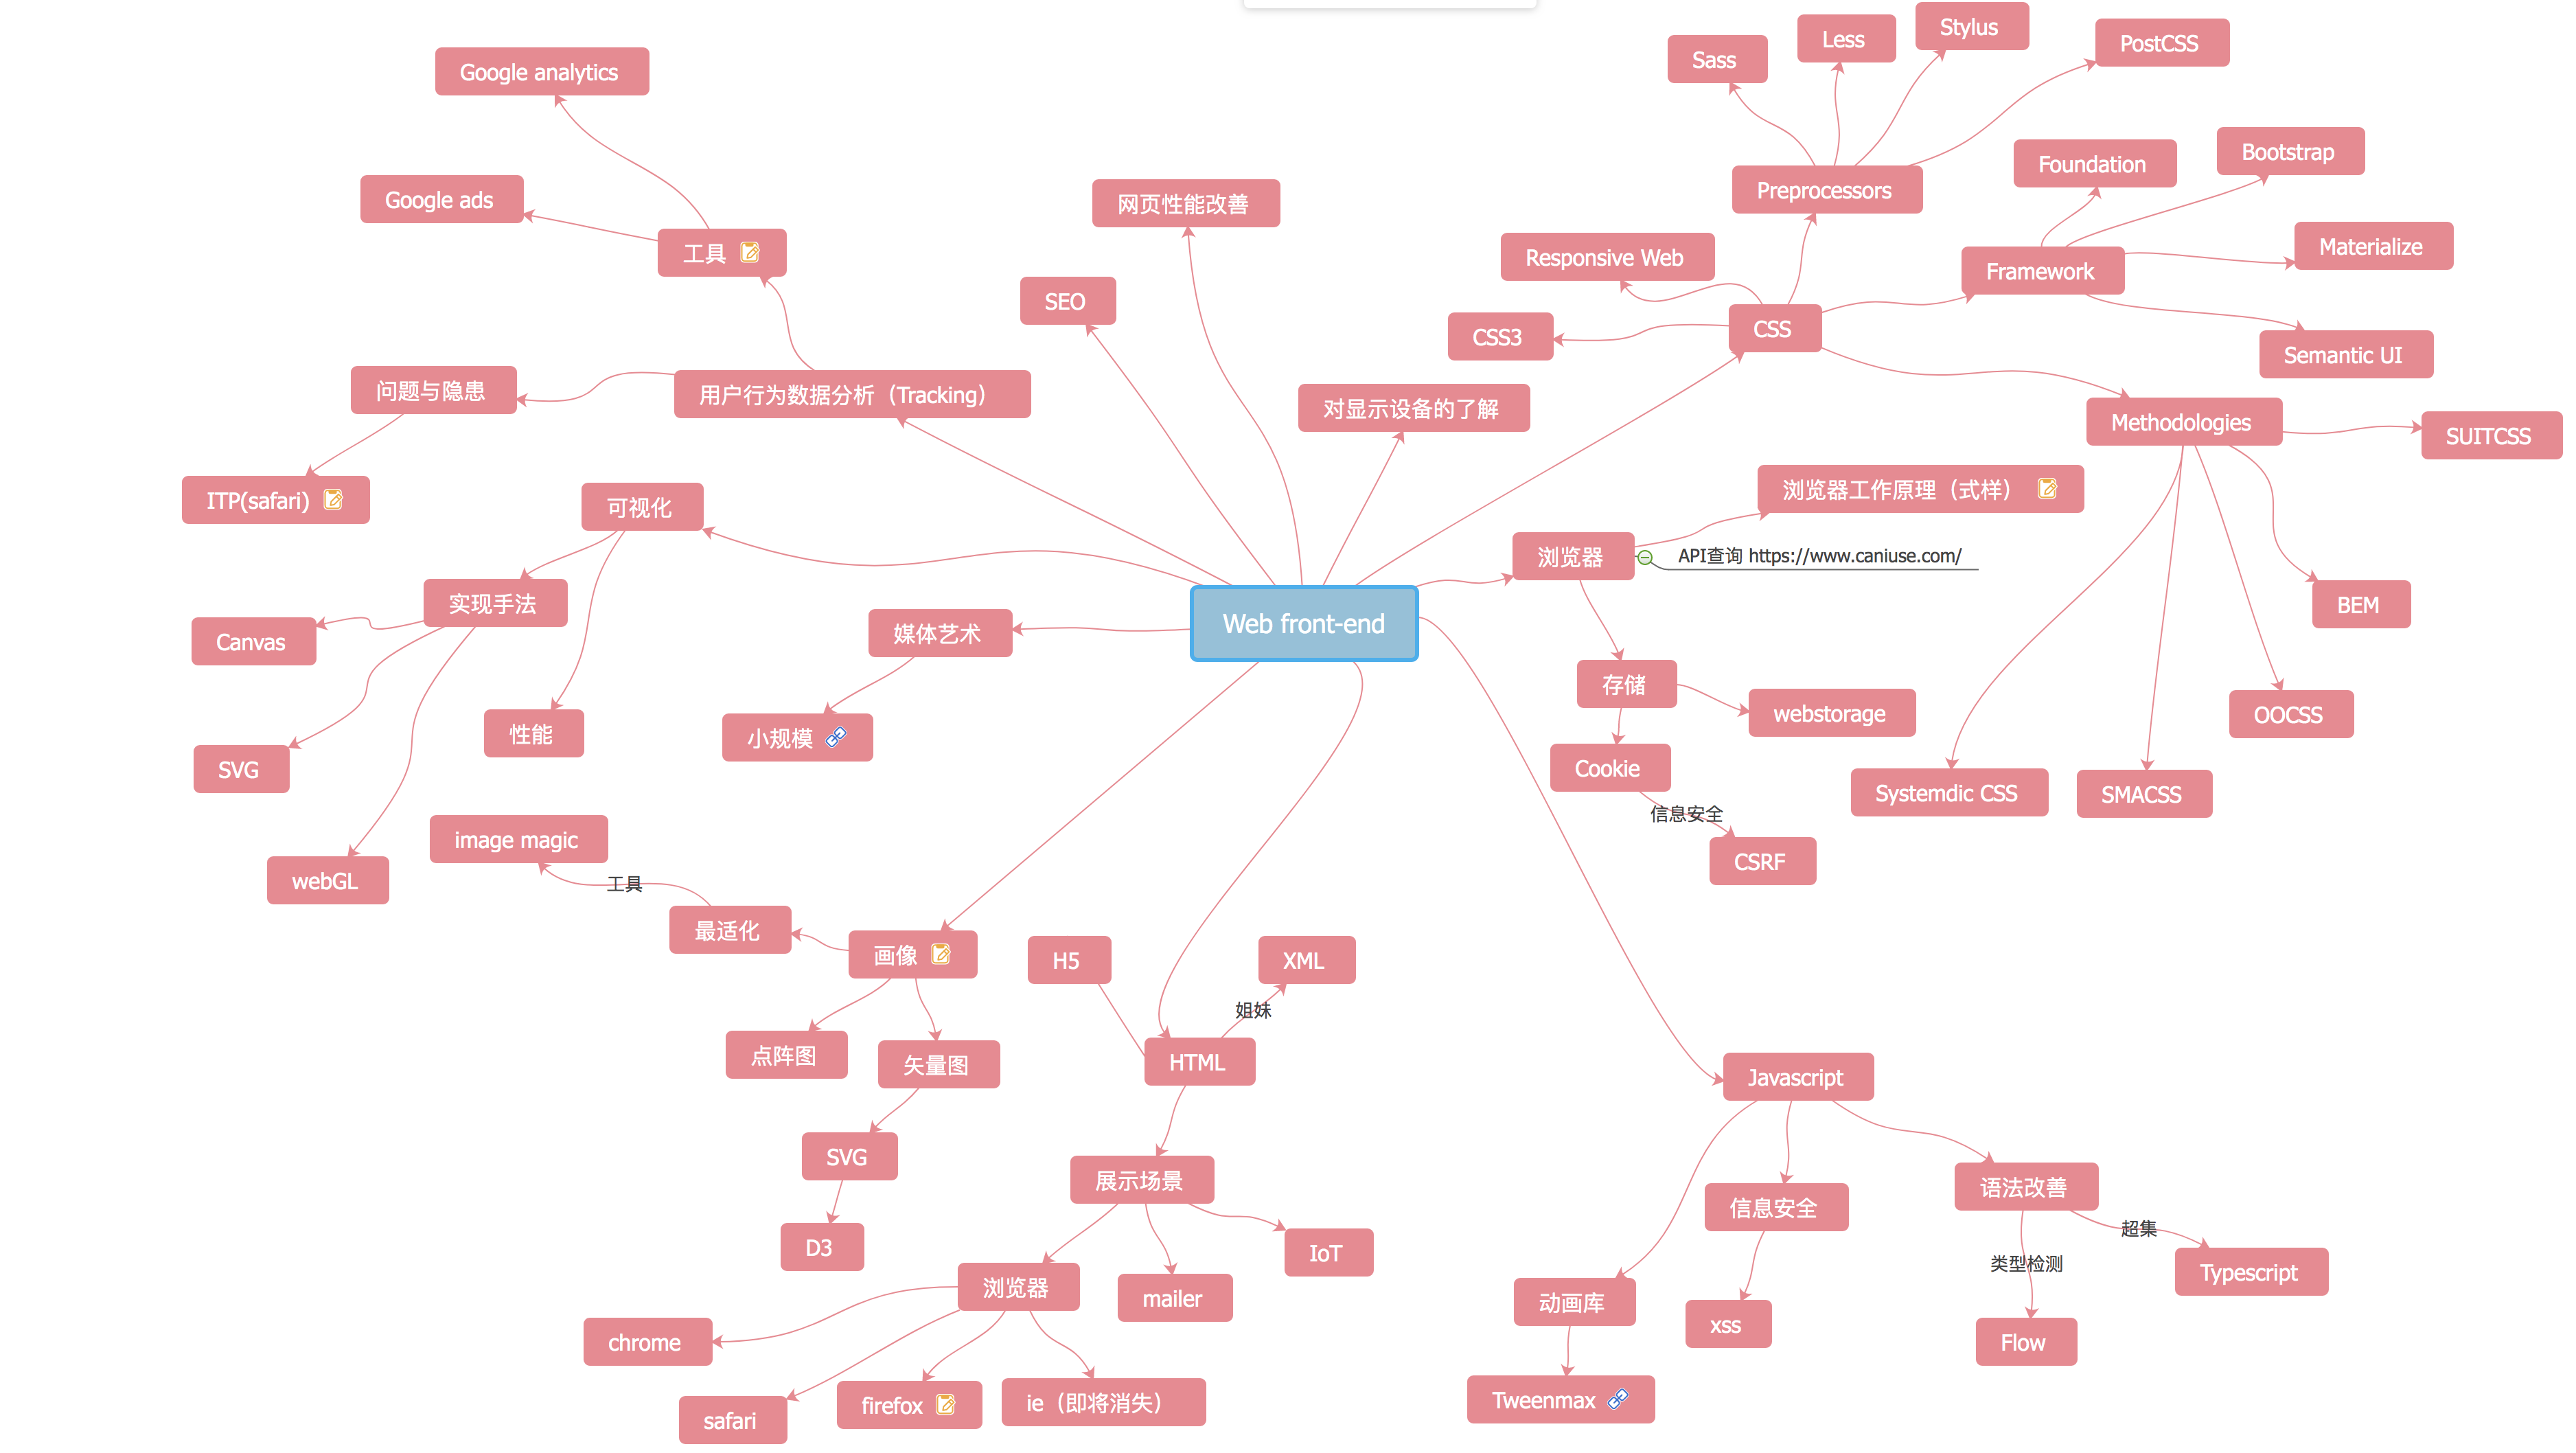 Google analytics
Google ads
工具
用户行为数据分析（Tracking）
问题与隐患
ITP(safari)
SEO
网页性能改善
对显示设备的了解
可视化
实现手法
Canvas
SVG
webGL
性能
媒体艺术
小规模
Web front-end
Sass
Less
Stylus
PostCSS
Preprocessors
Responsive Web
CSS3
CSS
Foundation
Bootstrap
Framework
Materialize
Semantic UI
Methodologies
SUITCSS
BEM
OOCSS
SMACSS
Systemdic CSS
浏览器工作原理（式样）
浏览器
API查询 https://www.caniuse.com/
存储
webstorage
Cookie
信息安全
CSRF
image magic
工具
最适化
画像
点阵图
矢量图
SVG
D3
H5
XML
姐妹
HTML
展示场景
IoT
mailer
浏览器
chrome
safari
firefox
ie（即将消失）
Javascript
信息安全
xss
动画库
Tweenmax
语法改善
超集
Typescript
类型检测
Flow